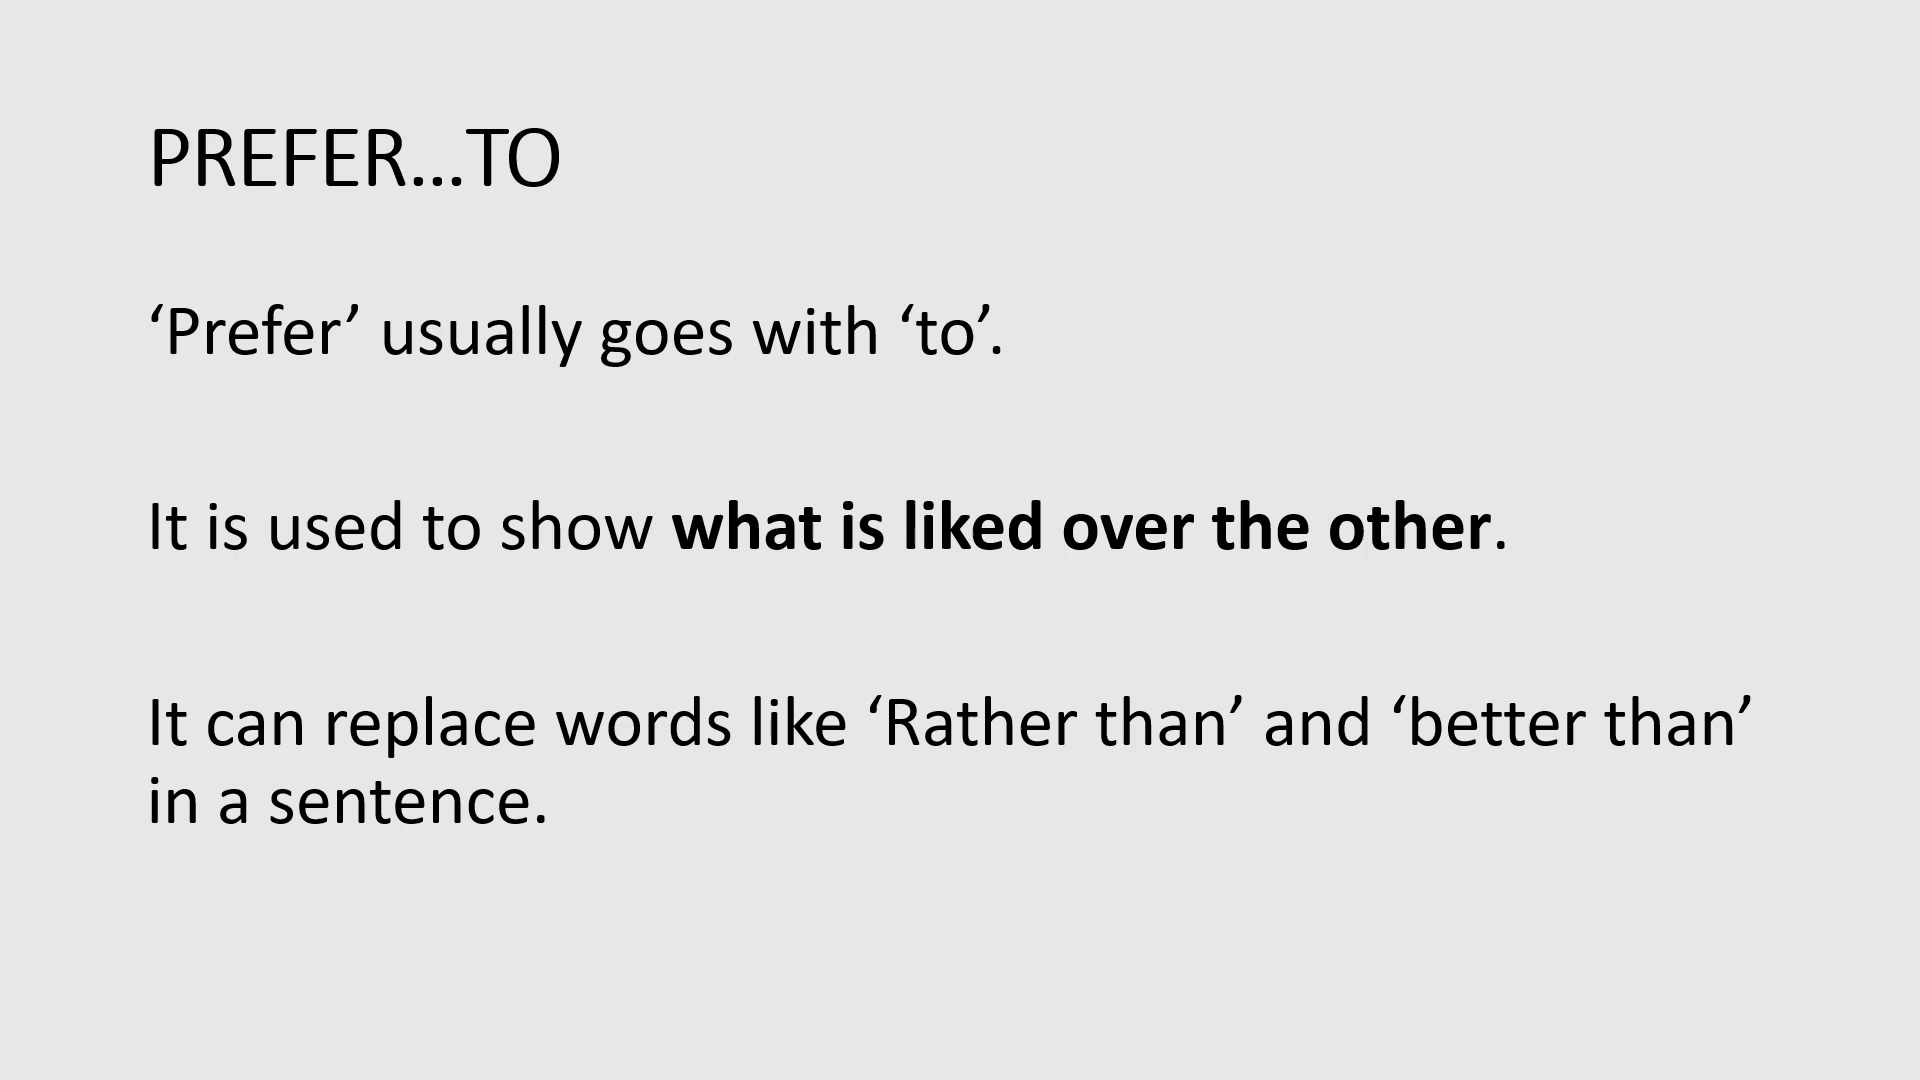 PREFER...TO
‘Prefer’ usually goes with ‘to’.
It is used to show what is liked over the other.
It can replace words like ‘Rather than’ and ‘better than’
in a sentence.